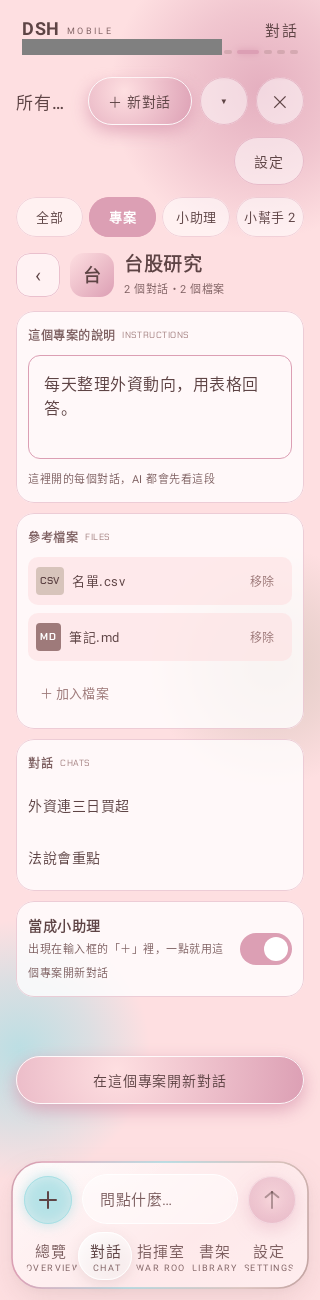 DSH MOBILE 對話
所有… ＋ 新對話 ▾ ×
設定
全部 專案 小助理 小幫手 2
‹ 台 台股研究
2 個對話・2 個檔案
這個專案的說明 INSTRUCTIONS
每天整理外資動向，用表格回
答。
這裡開的每個對話，AI 都會先看這段
參考檔案 FILES
CSV 名單.csv 移除
MD 筆記.md 移除
＋ 加入檔案
對話 CHATS
外資連三日買超
法說會重點
當成小助理
出現在輸入框的「＋」裡，一點就用這
個專案開新對話
在這個專案開新對話
＋ 問點什麼… ↑
總覽 對話 指揮室 書架 設定
OVERVIEW CHAT WAR ROO LIBRARY SETTINGS